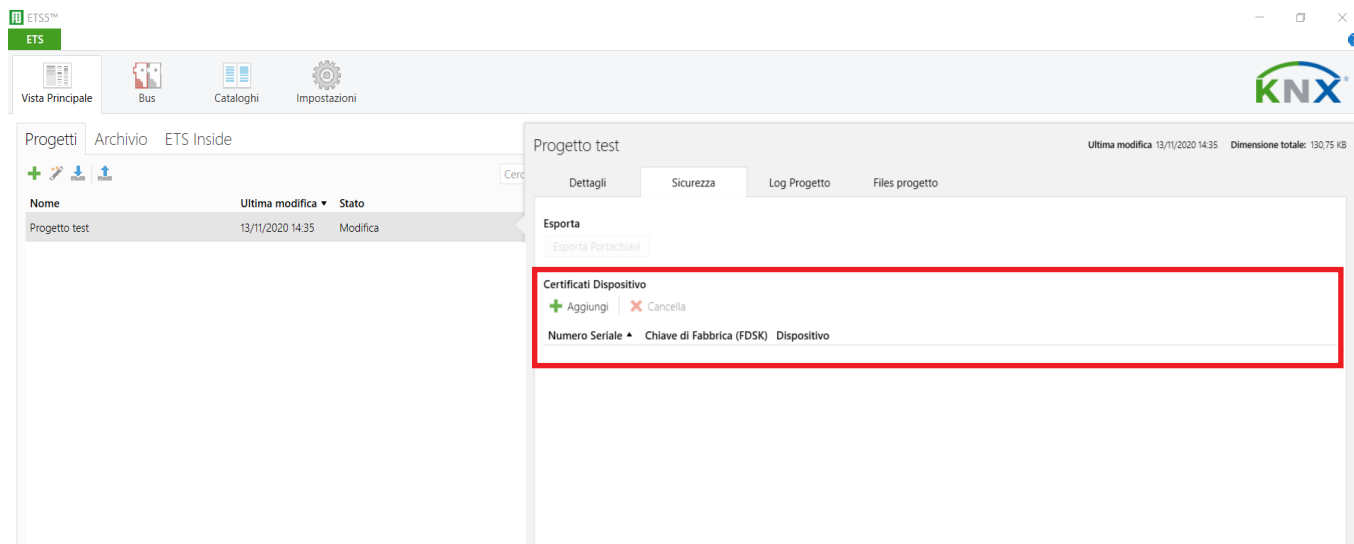 ETS5™
ETS
Vista Principale Bus Cataloghi Impostazioni
KNX®
Progetti Archivio ETS Inside
Cerc
Nome Ultima modifica Stato
Progetto test 13/11/2020 14:35 Modifica
Progetto test
Ultima modifica 13/11/2020 14:35 Dimensione totale: 130,75 KB
Dettagli Sicurezza Log Progetto Files progetto
Esporta
Esporta Portachiavi
Certificati Dispositivo
Aggiungi Cancella
Numero Seriale Chiave di Fabbrica (FDSK) Dispositivo